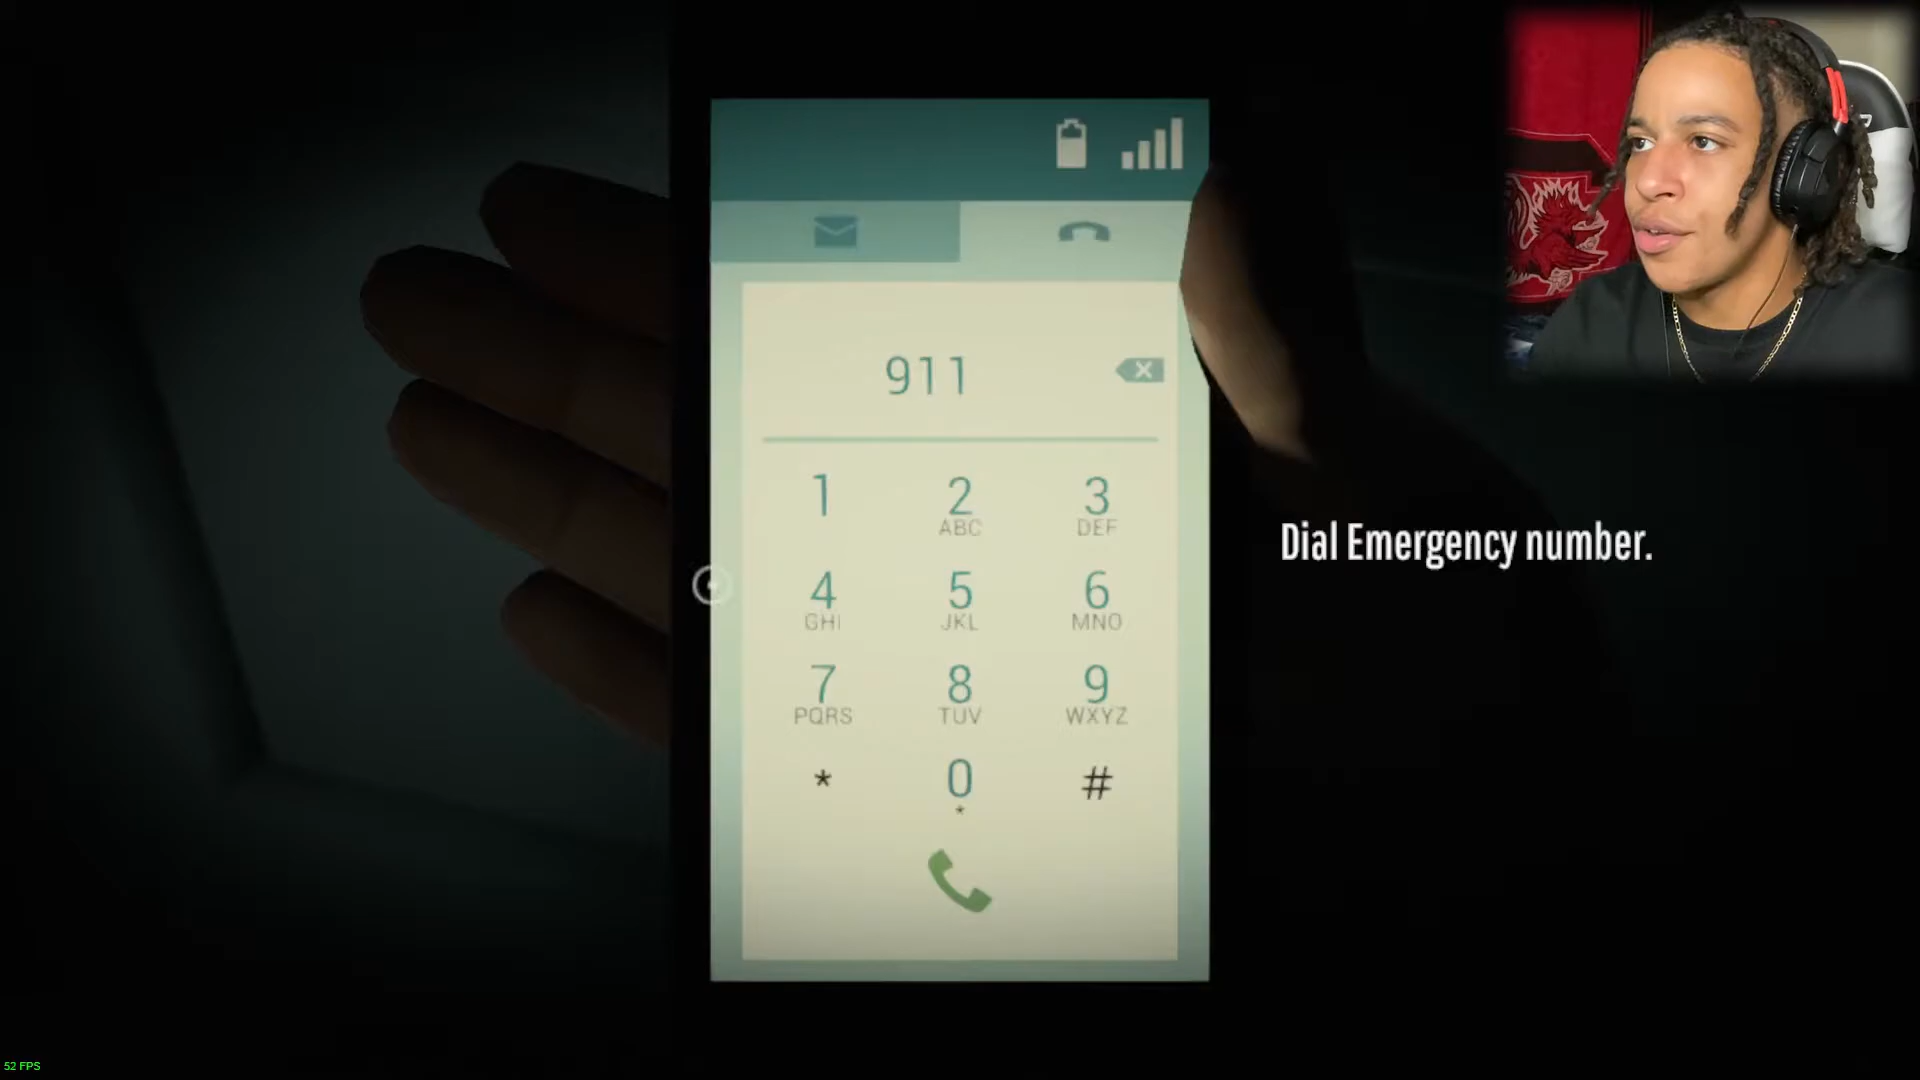 911
1
2
3
ABC
DEF
Dial Emergency number.
4
5
6
GHI
JKL
MNO
7
8
9
PQRS
TUV
WXYZ
*
0
#
*
52 FPS